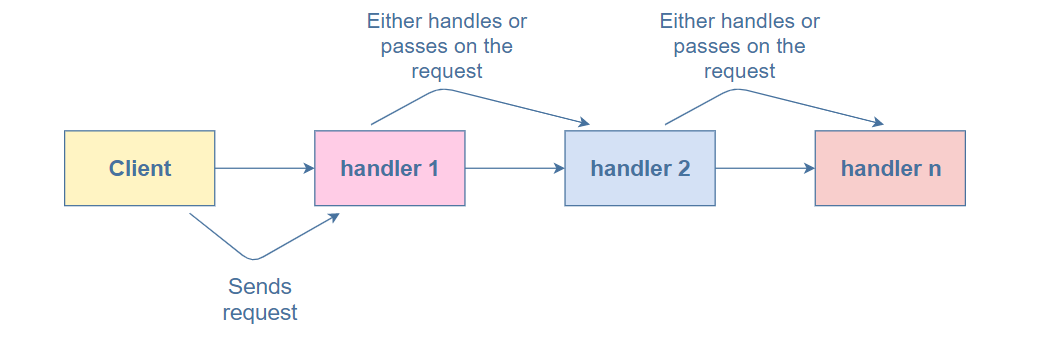 Either handles or
passes on the
request
Either handles or
passes on the
request
Client
handler 1
handler 2
handler n
Sends
request